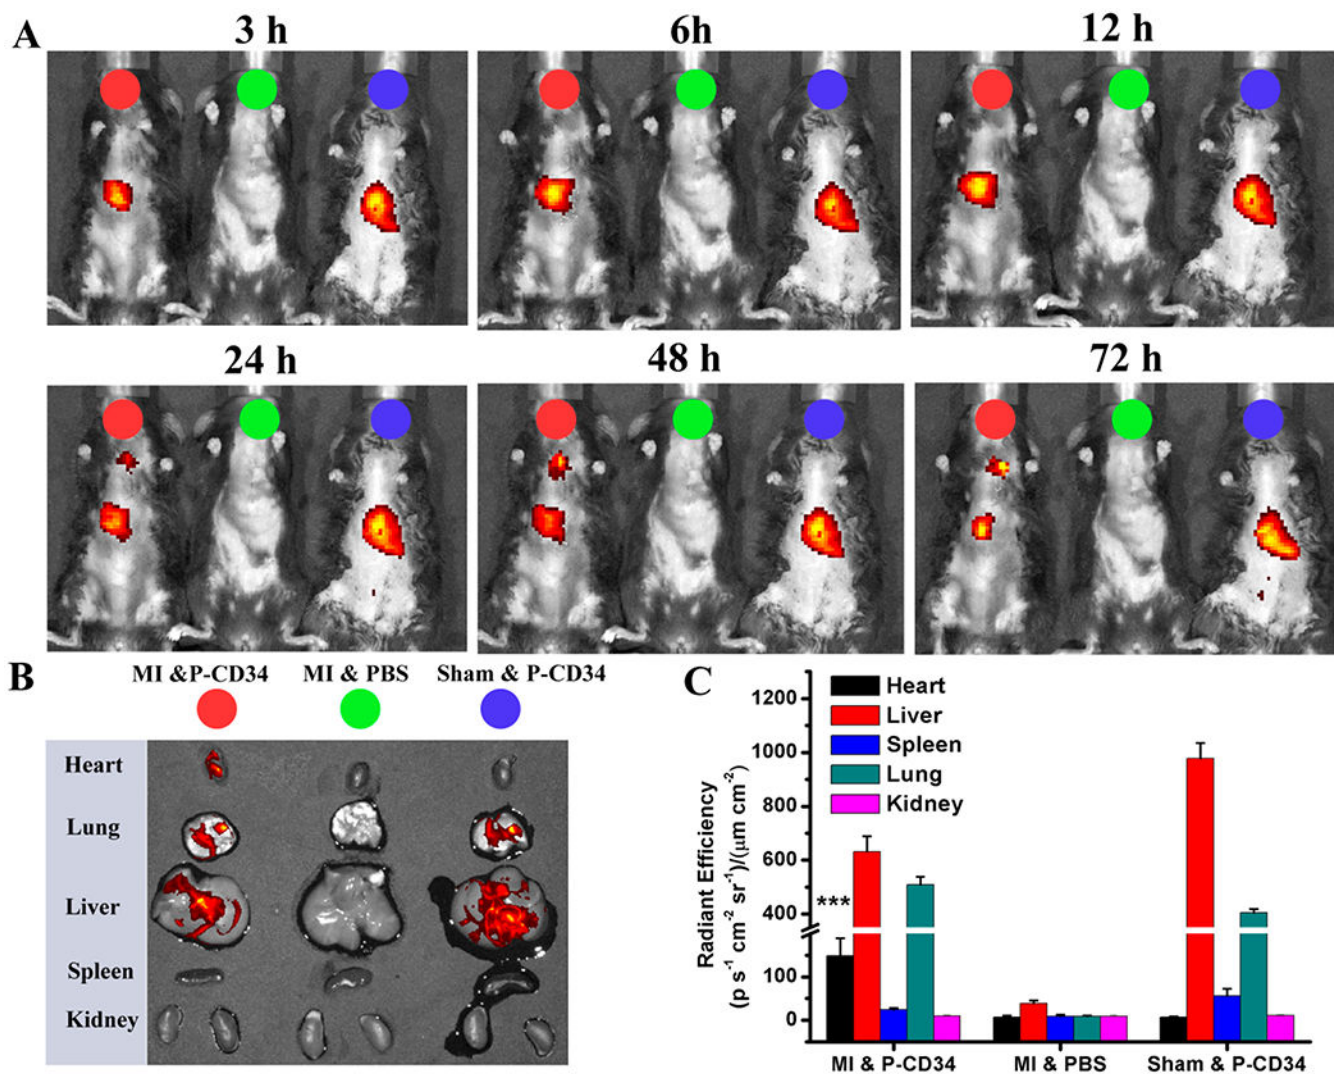 A
3 h
6h
12 h
24 h
48 h
72 h
B
MI &P-CD34
MI & PBS
Sham & P-CD34
Heart
Lung
Liver
Spleen
Kidney
C
Radiant Efficiency
(p s⁻¹ cm⁻² sr⁻¹)/(μm cm⁻²)
1200
1000
800
600
400
100
0
Heart
Liver
Spleen
Lung
Kidney
***
MI & P-CD34
MI & PBS
Sham & P-CD34